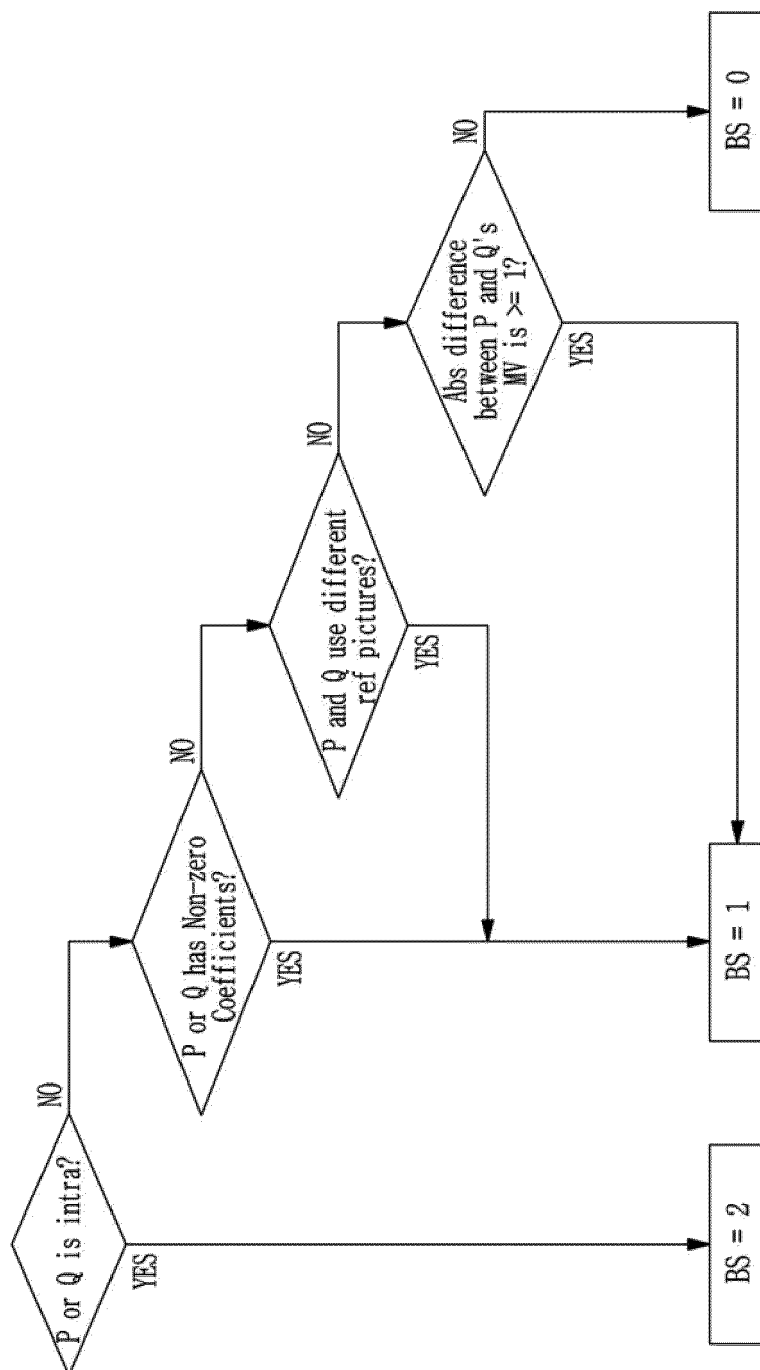 P or Q is intra?
NO
YES
P or Q has Non-zero
Coefficients?
NO
YES
P and Q use different
ref pictures?
NO
YES
Abs difference
between P and Q's
MV is >= 1?
NO
YES
BS = 2
BS = 1
BS = 0